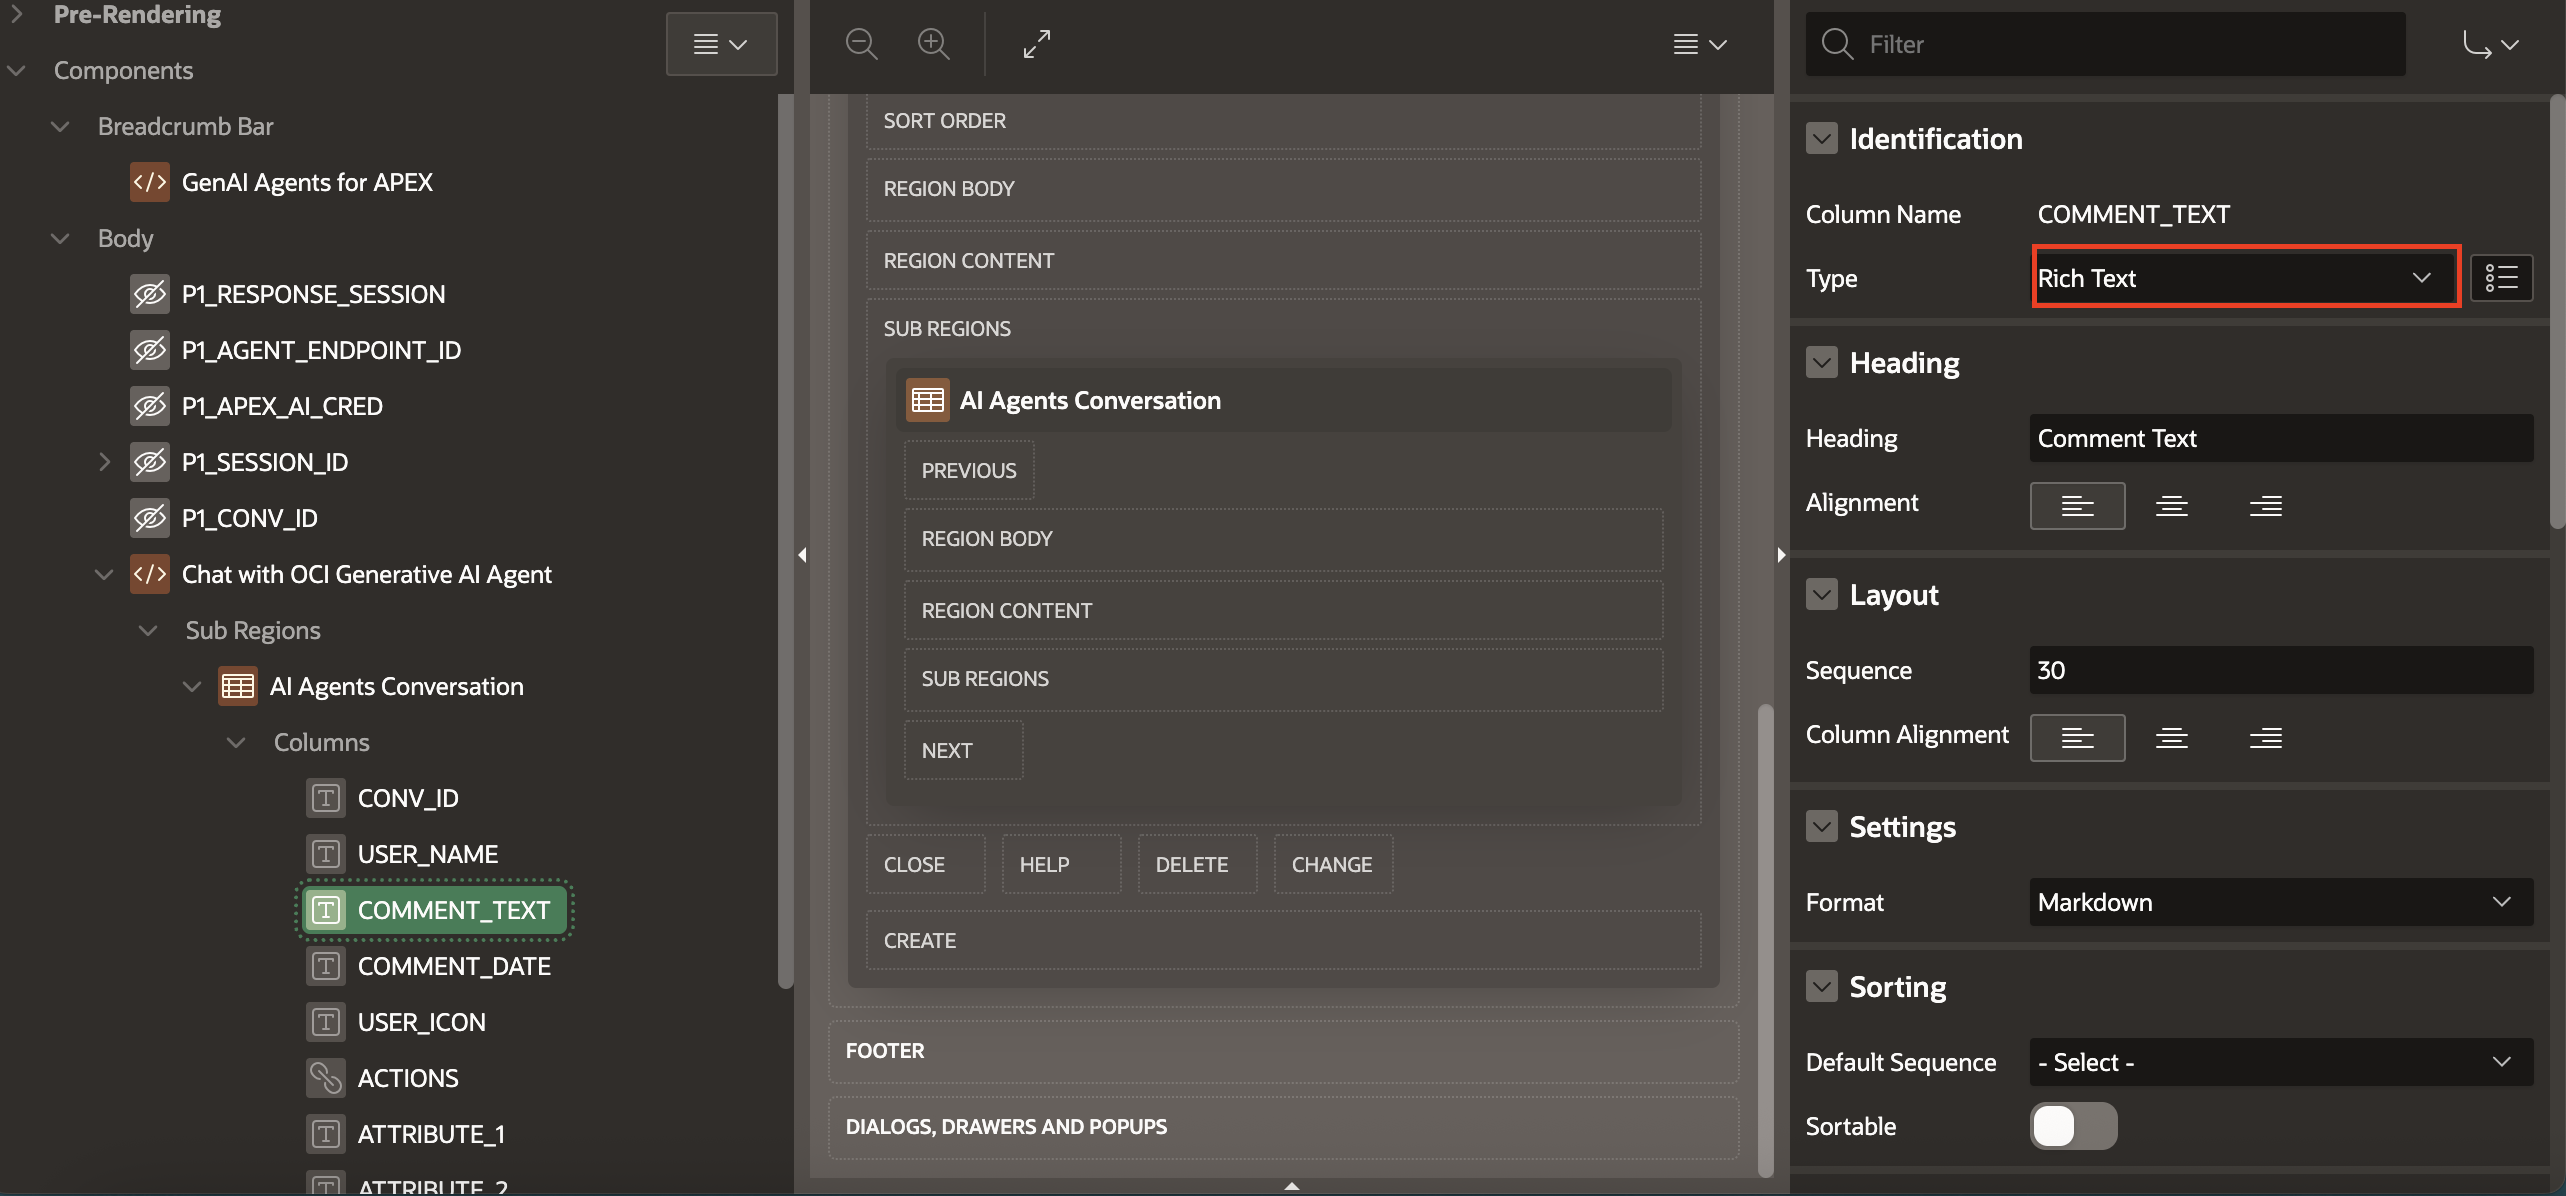 Pre-Rendering
Components
Breadcrumb Bar
GenAI Agents for APEX
Body
P1_RESPONSE_SESSION
P1_AGENT_ENDPOINT_ID
P1_APEX_AI_CRED
P1_SESSION_ID
P1_CONV_ID
Chat with OCI Generative AI Agent
Sub Regions
AI Agents Conversation
Columns
CONV_ID
USER_NAME
COMMENT_TEXT
COMMENT_DATE
USER_ICON
ACTIONS
ATTRIBUTE_1
ATTRIBUTE_2
SORT ORDER
REGION BODY
REGION CONTENT
SUB REGIONS
AI Agents Conversation
PREVIOUS
REGION BODY
REGION CONTENT
SUB REGIONS
NEXT
CLOSE HELP DELETE CHANGE
CREATE
FOOTER
DIALOGS, DRAWERS AND POPUPS
Filter
Identification
Column Name COMMENT_TEXT
Type Rich Text
Heading
Heading Comment Text
Alignment
Layout
Sequence 30
Column Alignment
Settings
Format Markdown
Sorting
Default Sequence - Select -
Sortable